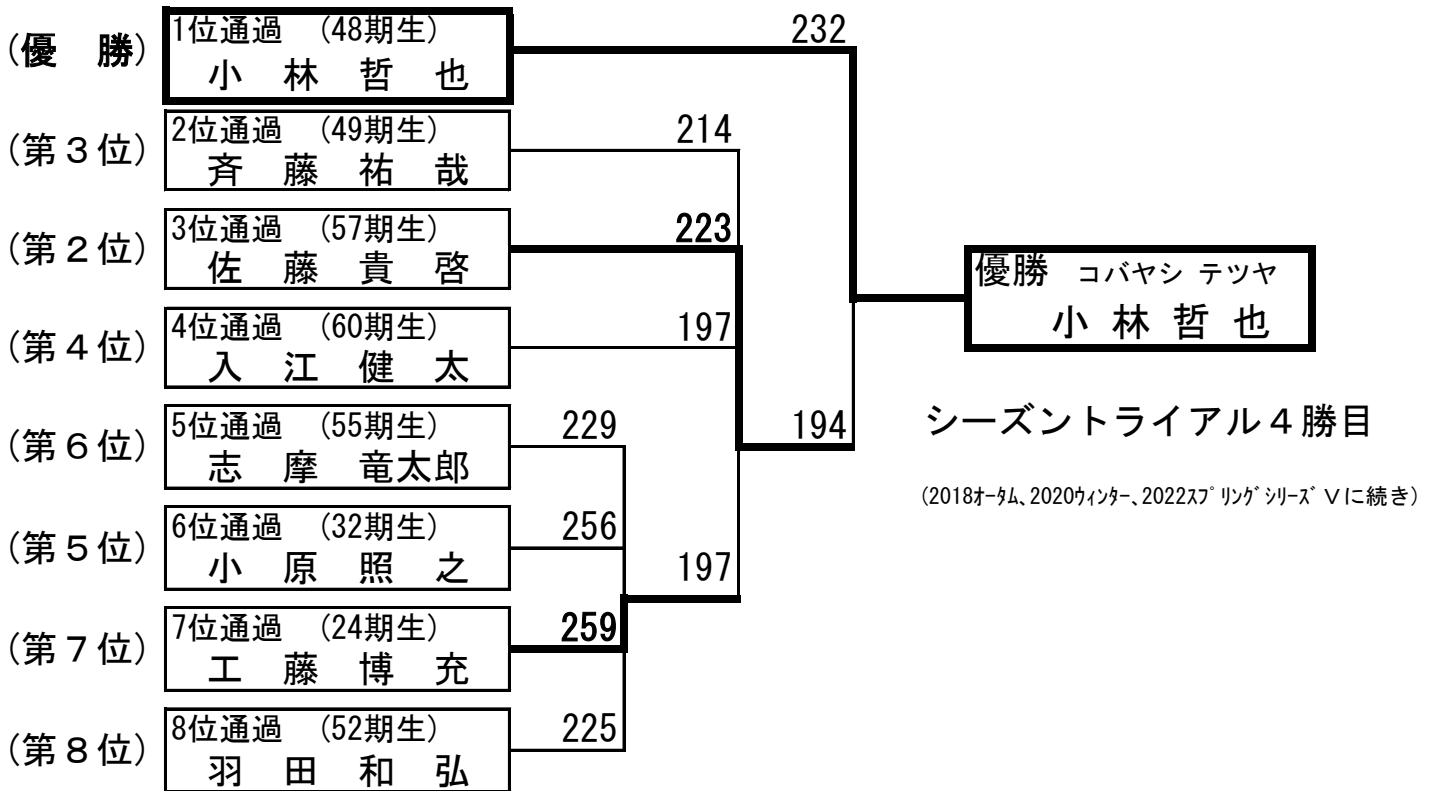 (優　勝)
1位通過　(48期生)
小　林　哲　也
232
(第３位)
2位通過　(49期生)
斉　藤　祐　哉
214
(第２位)
3位通過　(57期生)
佐　藤　貴　啓
223
優勝　コバヤシ テツヤ
小 林 哲 也
(第４位)
4位通過　(60期生)
入　江　健　太
197
(第６位)
5位通過　(55期生)
志　摩　竜太郎
229
194
シーズントライアル４勝目
(2018ｵｰﾀﾑ、2020ｳｨﾝﾀｰ、2022ｽﾌﾟﾘﾝｸﾞｼﾘｰｽﾞ Ｖに続き)
(第５位)
6位通過　(32期生)
小　原　照　之
256
197
(第７位)
7位通過　(24期生)
工　藤　博　充
259
(第８位)
8位通過　(52期生)
羽　田　和　弘
225